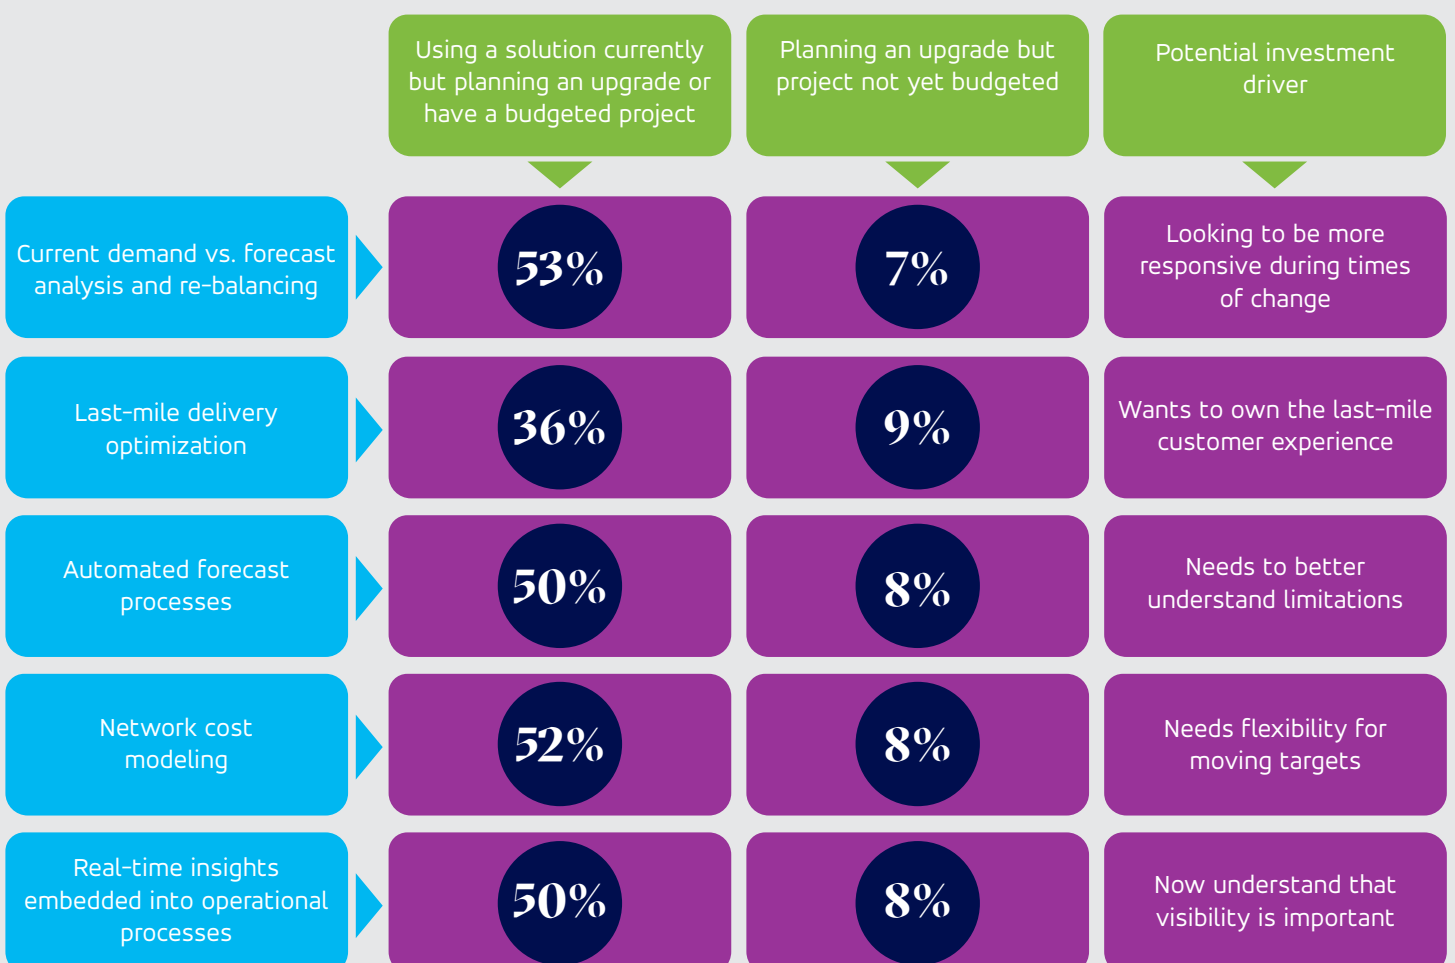 Using a solution currently
but planning an upgrade or
have a budgeted project
Planning an upgrade but
project not yet budgeted
Potential investment
driver
Current demand vs. forecast
analysis and re-balancing
53%
7%
Looking to be more
responsive during times
of change
Last-mile delivery
optimization
36%
9%
Wants to own the last-mile
customer experience
Automated forecast
processes
50%
8%
Needs to better
understand limitations
Network cost
modeling
52%
8%
Needs flexibility for
moving targets
Real-time insights
embedded into operational
processes
50%
8%
Now understand that
visibility is important